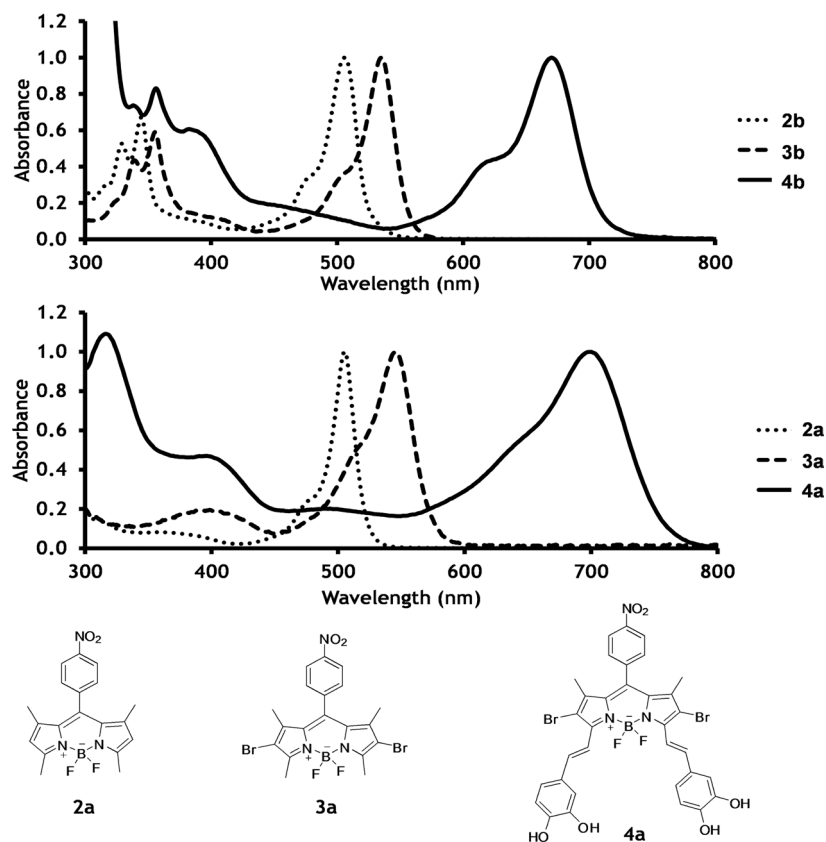 1.2
1.0
0.8
0.6
0.4
0.2
0.0
Absorbance
300 400 500 600 700 800
Wavelength (nm)
2b
3b
4b
1.2
1.0
0.8
0.6
0.4
0.2
0.0
Absorbance
300 400 500 600 700 800
Wavelength (nm)
2a
3a
4a
NO2
N+ B- N
F F
2a
NO2
Br Br
N+ B- N
F F
3a
NO2
Br Br
N+ B- N
F F
HO OH OH OH
4a